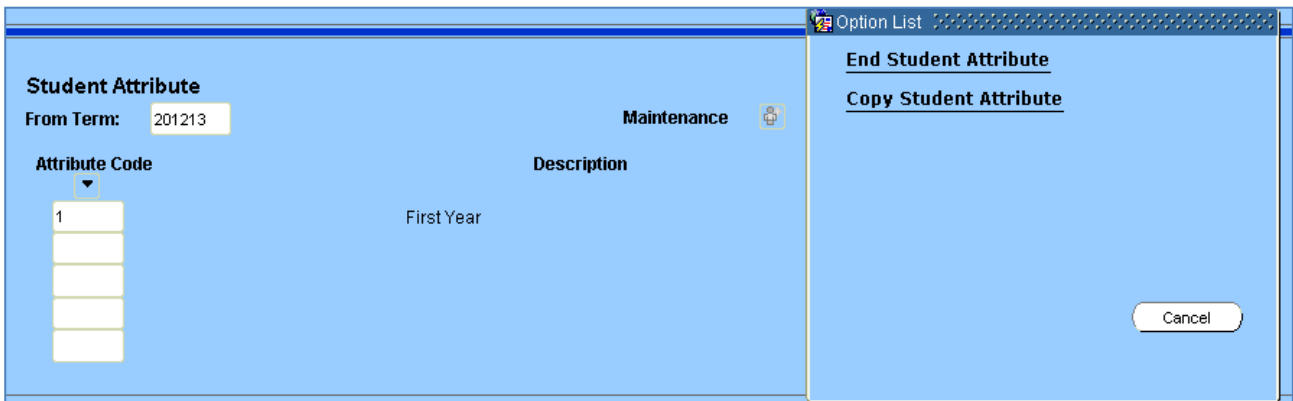 Option List
End Student Attribute
Student Attribute
Copy Student Attribute
From Term: 201213 Maintenance
Attribute Code Description
1 First Year
Cancel